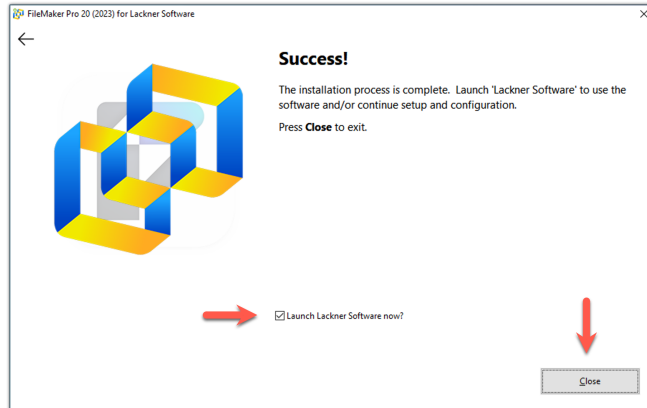 FileMaker Pro 20 (2023) for Lackner Software
Success!
The installation process is complete. Launch 'Lackner Software' to use the
software and/or continue setup and configuration.
Press Close to exit.
Launch Lackner Software now?
Close